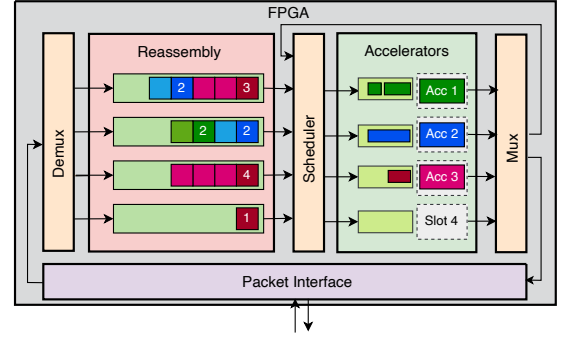 FPGA
Demux
Reassembly
2 3
2 2
4
1
Scheduler
Accelerators
Acc 1
Acc 2
Acc 3
Slot 4
Mux
Packet Interface